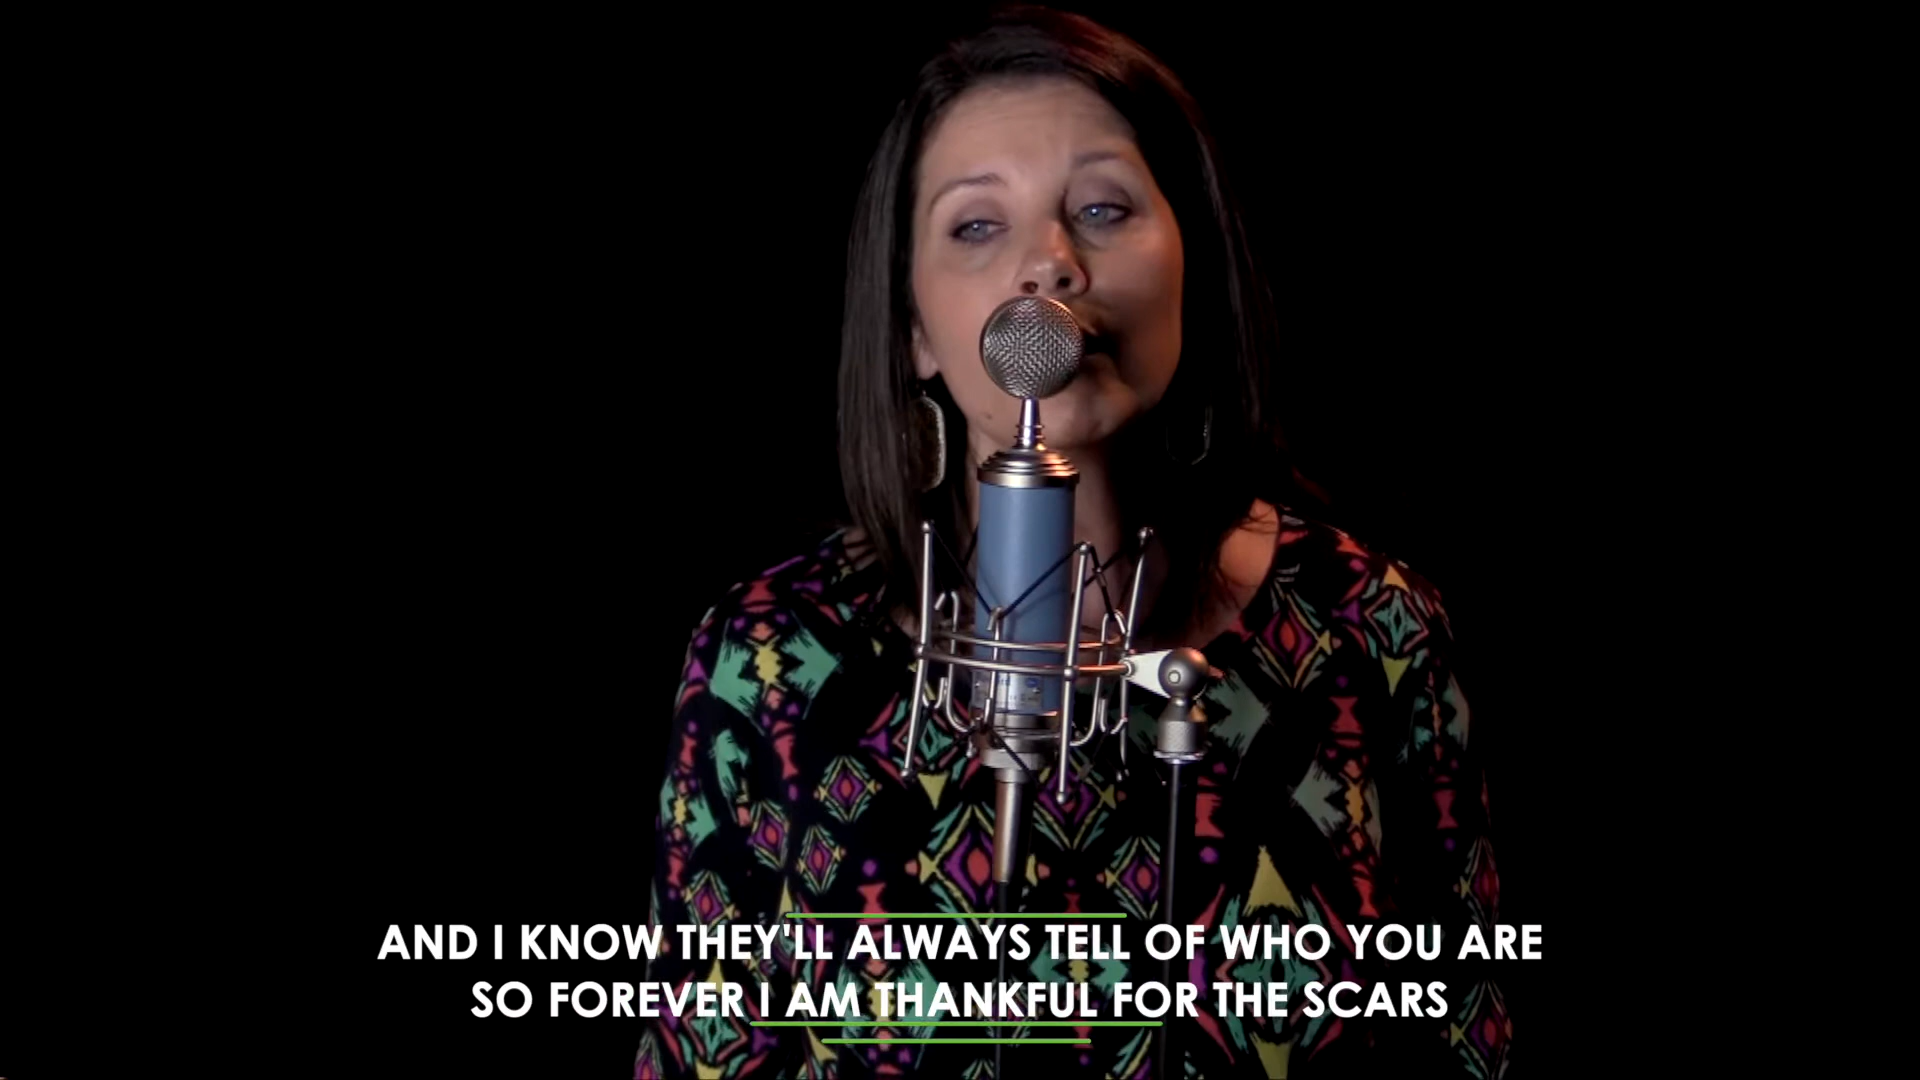 AND I KNOW THEY'LL ALWAYS TELL OF WHO YOU ARE
SO FOREVER I AM THANKFUL FOR THE SCARS